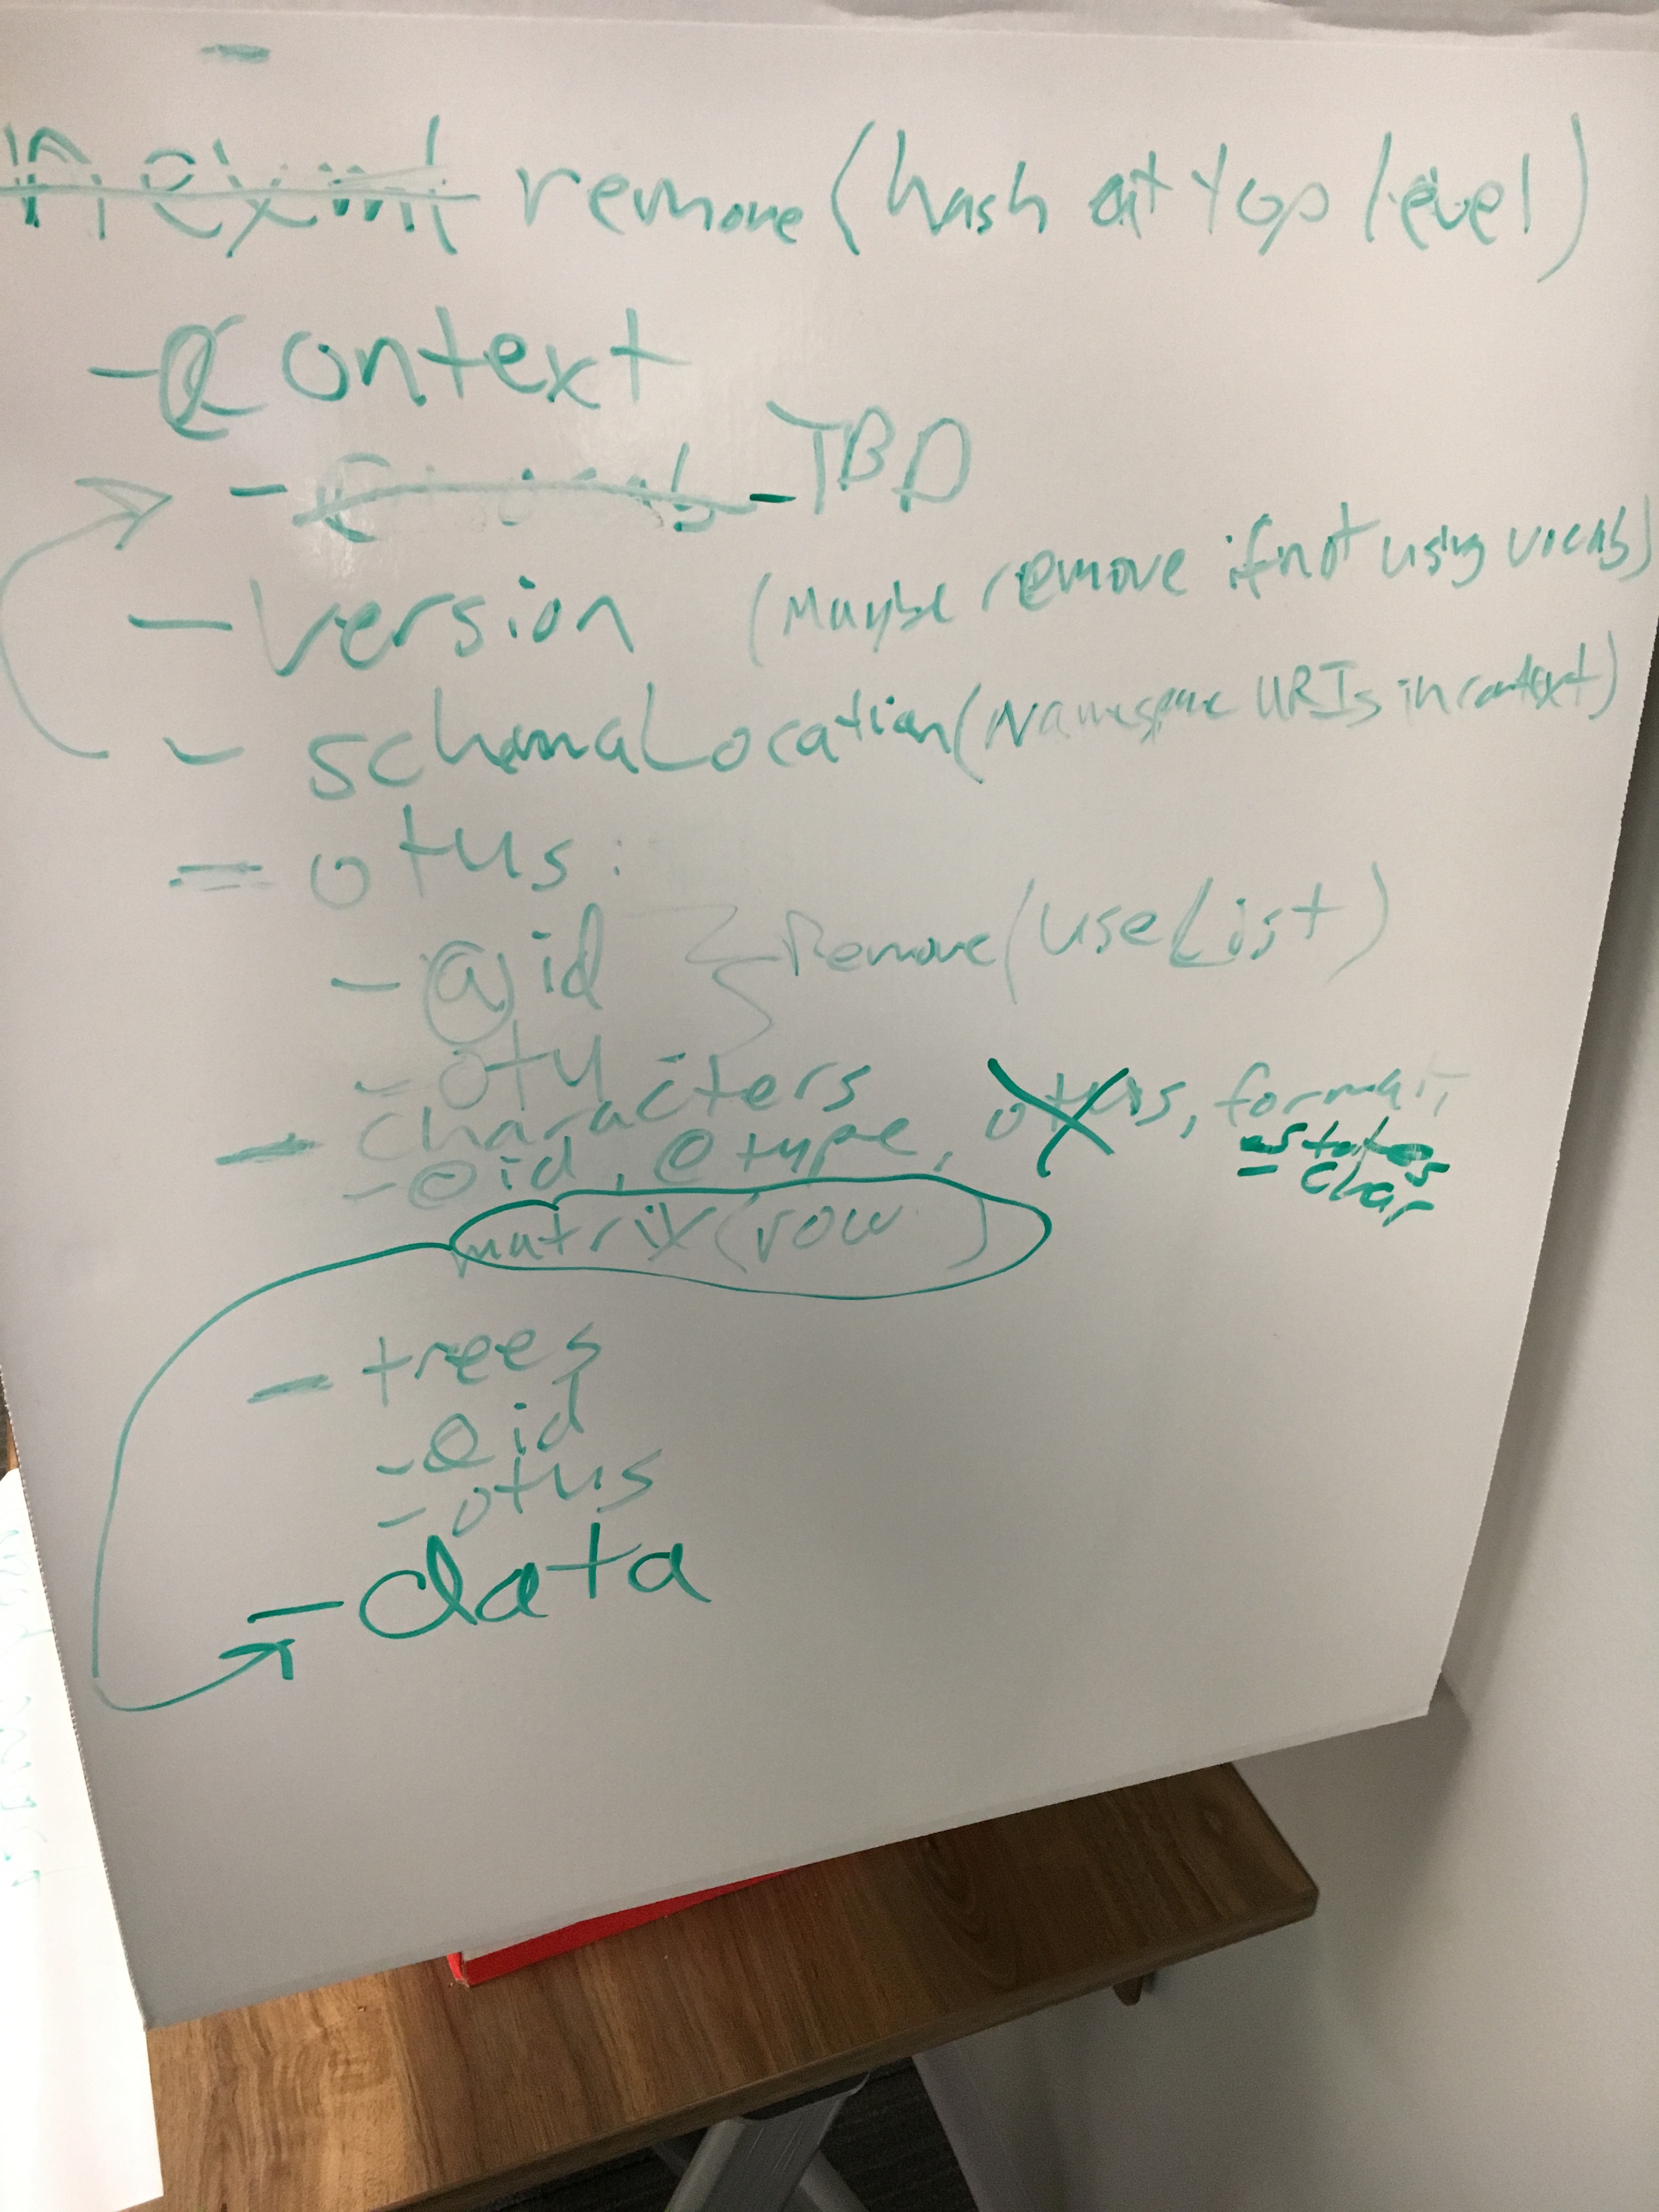 nexml remove (hash at top level)
- @context
- @vocab - TBD
- version (Maybe remove if not using vocab)
- schemaLocation (Namespace URIs in context)
- otus:
- @id Remove (use List)
- otu
- characters
- @id, @type, otus, format,
- states
- char
matrix (row )
- trees
- @id
- otus
- data